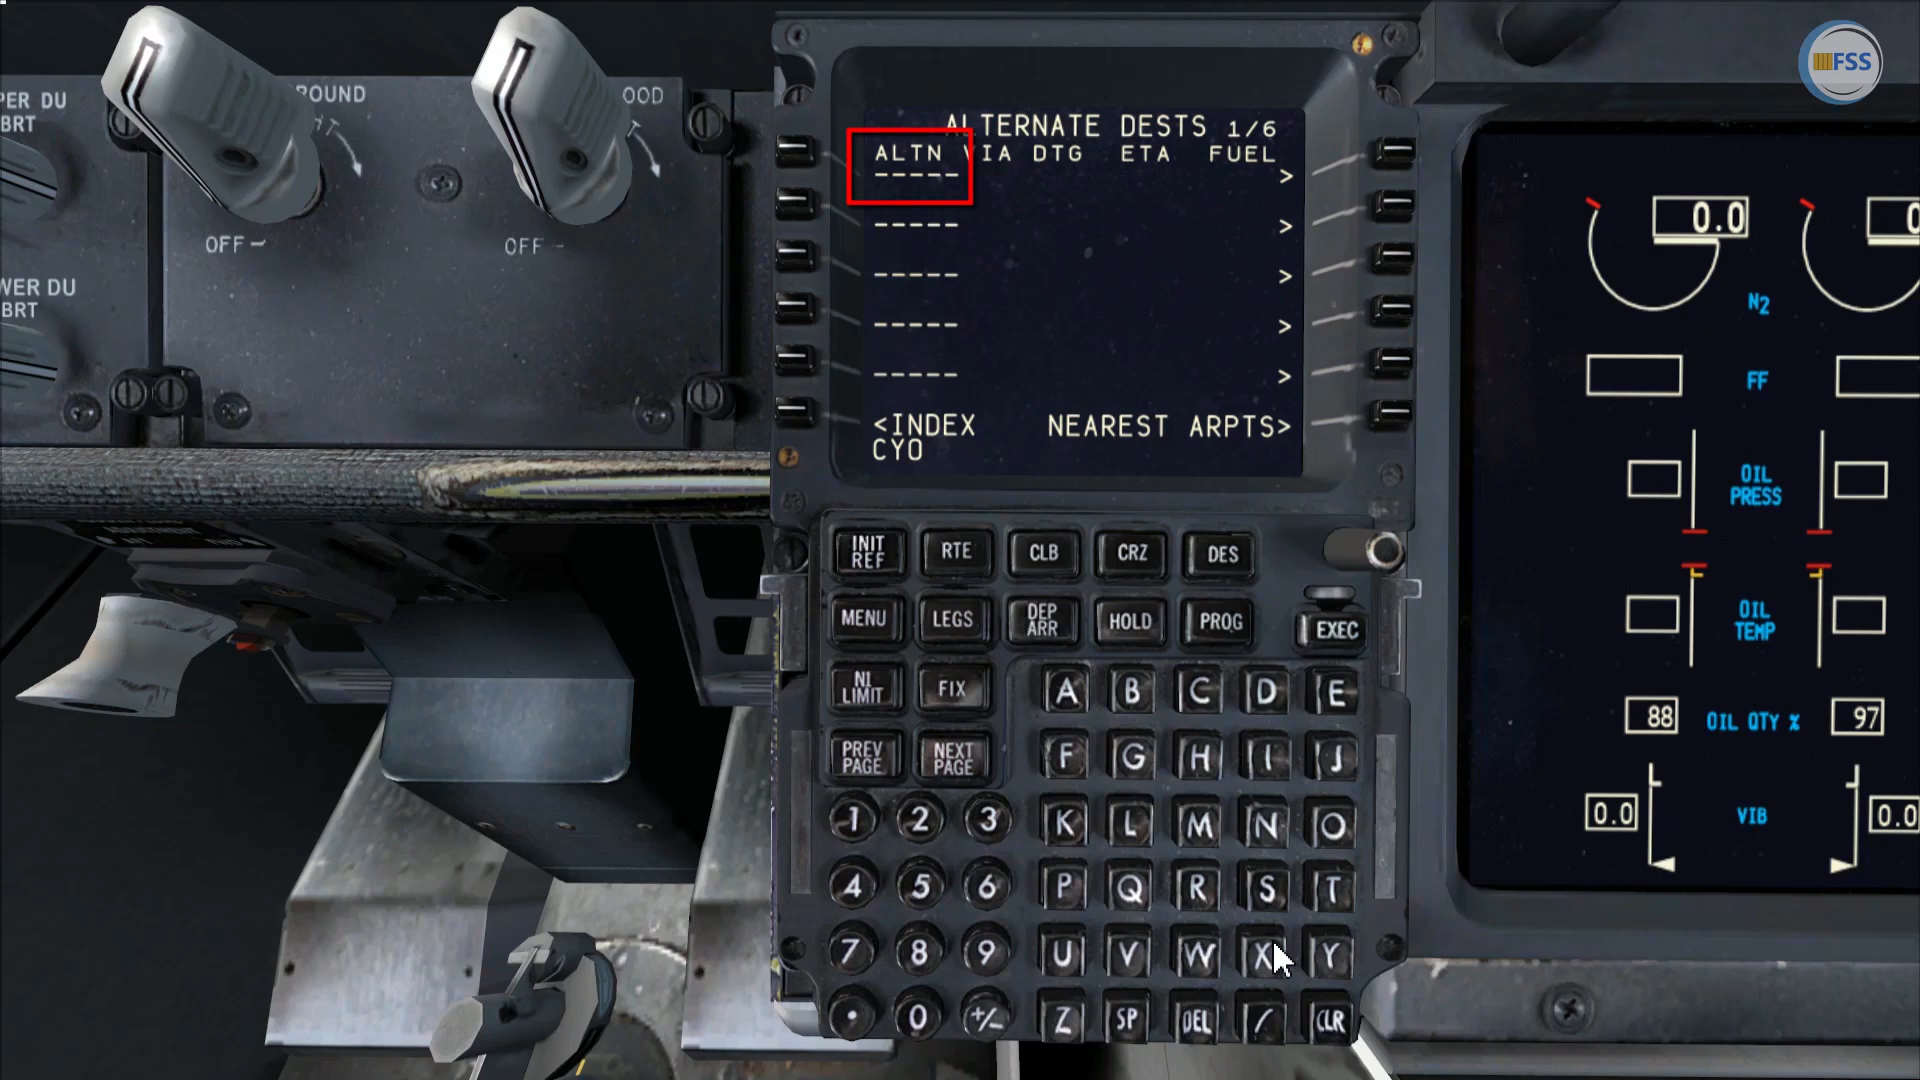 PER DU
BRT
OUND
OOD
OFF
OFF
WER DU
BRT
ALTERNATE DESTS 1/6
ALTN VIA DTG ETA FUEL
----- >
----- >
----- >
----- >
----- >
<INDEX NEAREST ARPTS>
CYO
INIT REF
RTE
CLB
CRZ
DES
MENU
LEGS
DEP ARR
HOLD
PROG
EXEC
N1 LIMIT
FIX
A B C D E
PREV PAGE
NEXT PAGE
F G H I J
1 2 3
K L M N O
4 5 6
P Q R S T
7 8 9
U V W X Y
. 0 +/-
Z SP DEL / CLR
FSS
0.0 0
N2
FF
OIL
PRESS
OIL
TEMP
88 OIL QTY % 97
0.0 VIB 0.0